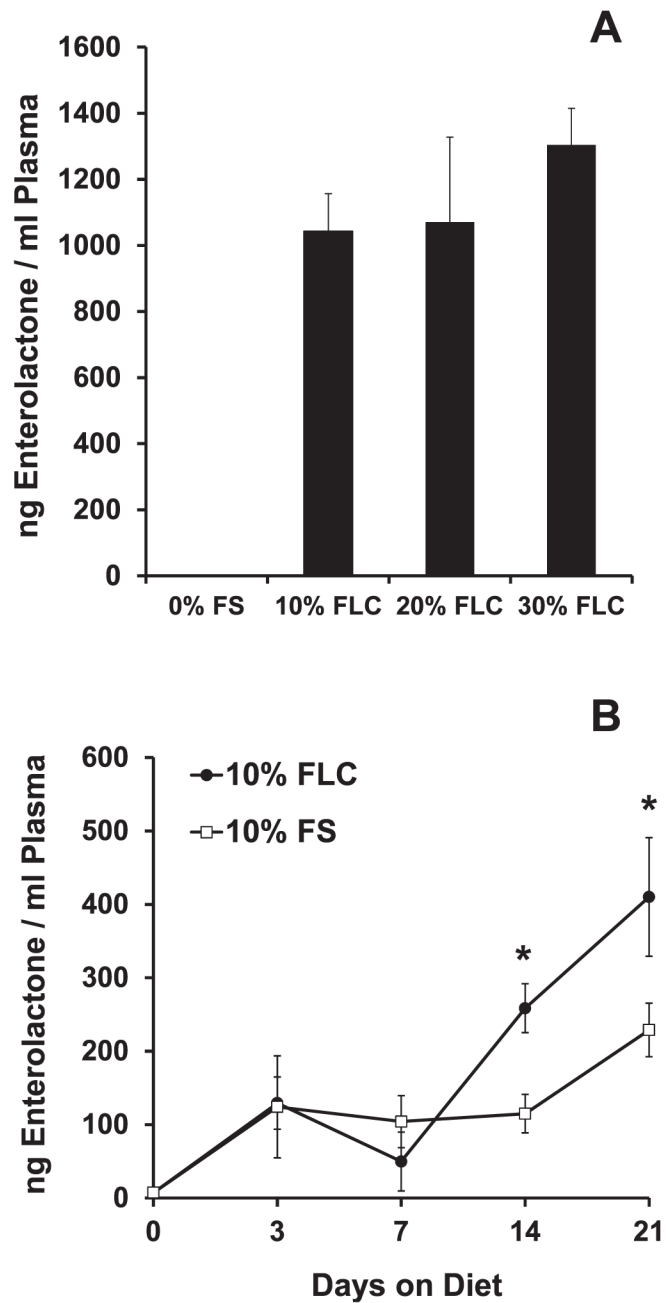 A
ng Enterolactone / ml Plasma
1600
1400
1200
1000
800
600
400
200
0
0% FS 10% FLC 20% FLC 30% FLC
B
ng Enterolactone / ml Plasma
600
500
400
300
200
100
0
10% FLC
10% FS
*
*
0 3 7 14 21
Days on Diet